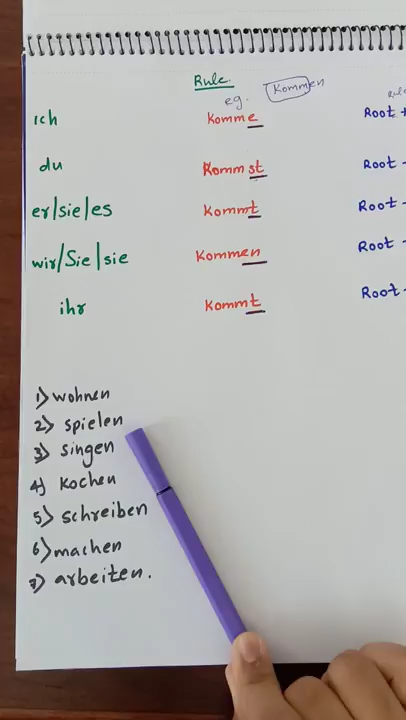 Rule.
eg. Kommen
ich Komme Root +
du Kommst Root -
er/sie/es Kommt Root -
wir/Sie/sie Kommen Root -
ihr Kommt Root -
1) wohnen
2) spielen
3) singen
4) Kochen
5) schreiben
6) machen
7) arbeiten.